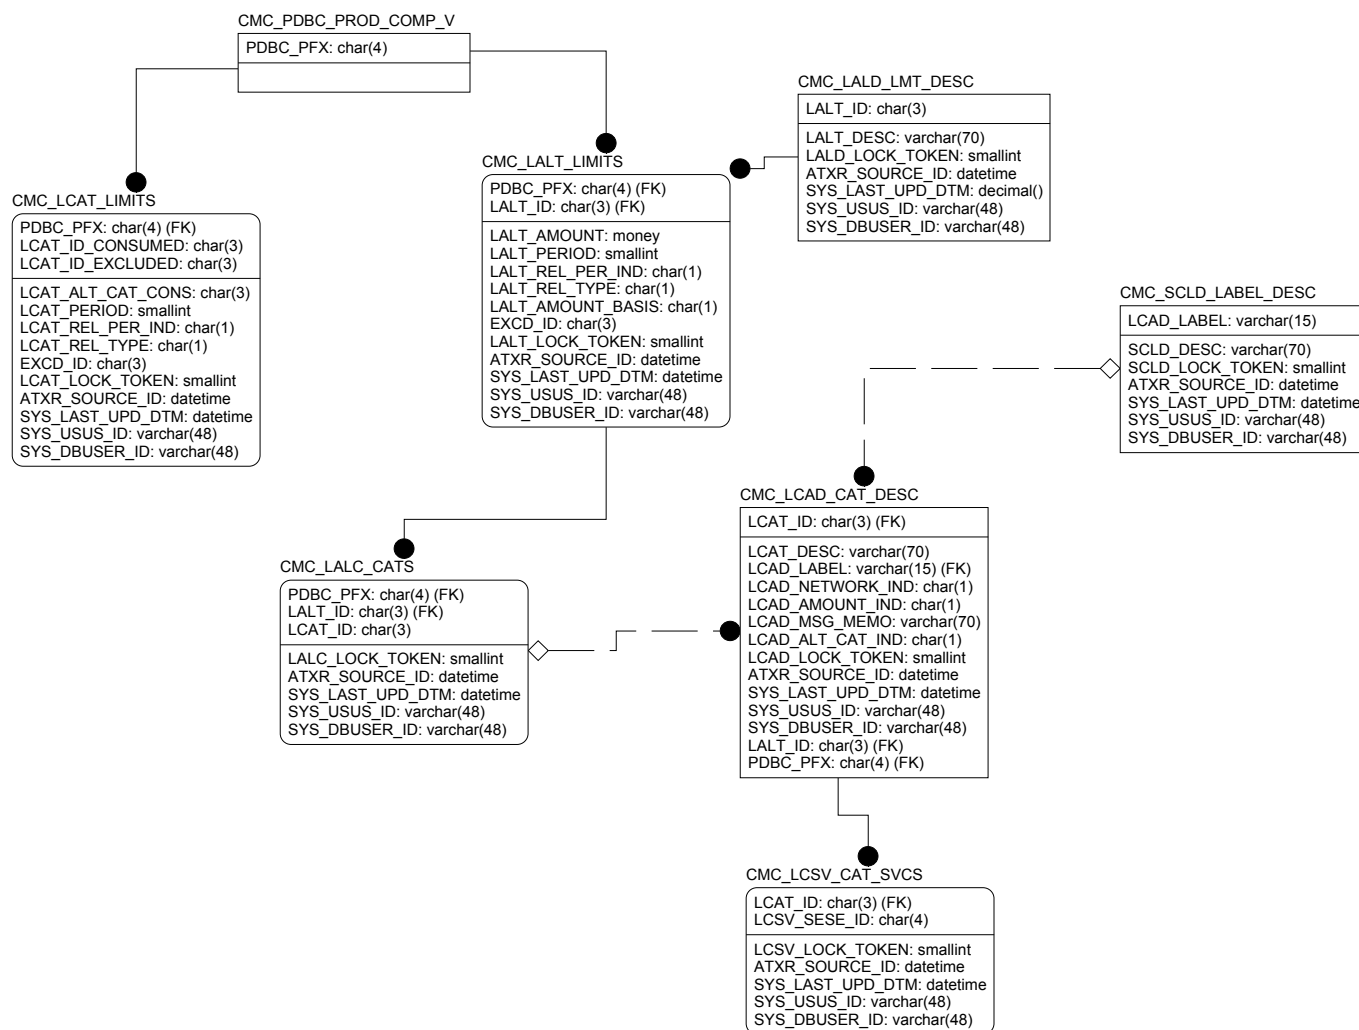 CMC_PDBC_PROD_COMP_V
PDBC_PFX: char(4)
CMC_LALD_LMT_DESC
LALT_ID: char(3)
LALT_DESC: varchar(70)
LALD_LOCK_TOKEN: smallint
ATXR_SOURCE_ID: datetime
SYS_LAST_UPD_DTM: decimal()
SYS_USUS_ID: varchar(48)
SYS_DBUSER_ID: varchar(48)
CMC_LALT_LIMITS
PDBC_PFX: char(4) (FK)
LALT_ID: char(3) (FK)
LALT_AMOUNT: money
LALT_PERIOD: smallint
LALT_REL_PER_IND: char(1)
LALT_REL_TYPE: char(1)
LALT_AMOUNT_BASIS: char(1)
EXCD_ID: char(3)
LALT_LOCK_TOKEN: smallint
ATXR_SOURCE_ID: datetime
SYS_LAST_UPD_DTM: datetime
SYS_USUS_ID: varchar(48)
SYS_DBUSER_ID: varchar(48)
CMC_LCAT_LIMITS
PDBC_PFX: char(4) (FK)
LCAT_ID_CONSUMED: char(3)
LCAT_ID_EXCLUDED: char(3)
LCAT_ALT_CAT_CONS: char(3)
LCAT_PERIOD: smallint
LCAT_REL_PER_IND: char(1)
LCAT_REL_TYPE: char(1)
EXCD_ID: char(3)
LCAT_LOCK_TOKEN: smallint
ATXR_SOURCE_ID: datetime
SYS_LAST_UPD_DTM: datetime
SYS_USUS_ID: varchar(48)
SYS_DBUSER_ID: varchar(48)
CMC_SCLD_LABEL_DESC
LCAD_LABEL: varchar(15)
SCLD_DESC: varchar(70)
SCLD_LOCK_TOKEN: smallint
ATXR_SOURCE_ID: datetime
SYS_LAST_UPD_DTM: datetime
SYS_USUS_ID: varchar(48)
SYS_DBUSER_ID: varchar(48)
CMC_LCAD_CAT_DESC
LCAT_ID: char(3) (FK)
LCAT_DESC: varchar(70)
LCAD_LABEL: varchar(15) (FK)
LCAD_NETWORK_IND: char(1)
LCAD_AMOUNT_IND: char(1)
LCAD_MSG_MEMO: varchar(70)
LCAD_ALT_CAT_IND: char(1)
LCAD_LOCK_TOKEN: smallint
ATXR_SOURCE_ID: datetime
SYS_LAST_UPD_DTM: datetime
SYS_USUS_ID: varchar(48)
SYS_DBUSER_ID: varchar(48)
LALT_ID: char(3) (FK)
PDBC_PFX: char(4) (FK)
CMC_LALC_CATS
PDBC_PFX: char(4) (FK)
LALT_ID: char(3) (FK)
LCAT_ID: char(3)
LALC_LOCK_TOKEN: smallint
ATXR_SOURCE_ID: datetime
SYS_LAST_UPD_DTM: datetime
SYS_USUS_ID: varchar(48)
SYS_DBUSER_ID: varchar(48)
CMC_LCSV_CAT_SVCS
LCAT_ID: char(3) (FK)
LCSV_SESE_ID: char(4)
LCSV_LOCK_TOKEN: smallint
ATXR_SOURCE_ID: datetime
SYS_LAST_UPD_DTM: datetime
SYS_USUS_ID: varchar(48)
SYS_DBUSER_ID: varchar(48)